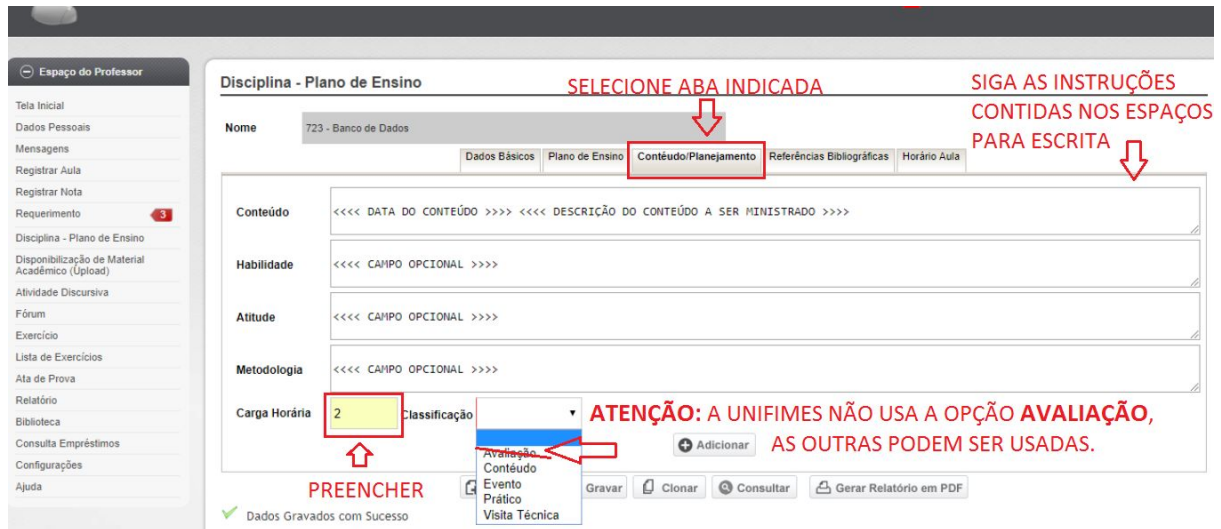 Espaço do Professor
Tela Inicial
Dados Pessoais
Mensagens
Registrar Aula
Registrar Nota
Requerimento 3
Disciplina - Plano de Ensino
Disponibilização de Material
Acadêmico (Upload)
Atividade Discursiva
Fórum
Exercício
Lista de Exercícios
Ata de Prova
Relatório
Biblioteca
Consulta Empréstimos
Configurações
Ajuda
Disciplina - Plano de Ensino
SELECIONE ABA INDICADA
SIGA AS INSTRUÇÕES
CONTIDAS NOS ESPAÇOS
PARA ESCRITA
Nome 723 - Banco de Dados
Dados Básicos Plano de Ensino Contéudo/Planejamento Referências Bibliográficas Horário Aula
Conteúdo <<<< DATA DO CONTEÚDO >>>> <<<< DESCRIÇÃO DO CONTEÚDO A SER MINISTRADO >>>>
Habilidade <<<< CAMPO OPCIONAL >>>>
Atitude <<<< CAMPO OPCIONAL >>>>
Metodologia <<<< CAMPO OPCIONAL >>>>
Carga Horária 2 Classificação
ATENÇÃO: A UNIFIMES NÃO USA A OPÇÃO AVALIAÇÃO,
AS OUTRAS PODEM SER USADAS.
Avaliação
Contéudo
Evento
Prático
Visita Técnica
Adicionar
PREENCHER
Gravar Clonar Consultar Gerar Relatório em PDF
Dados Gravados com Sucesso